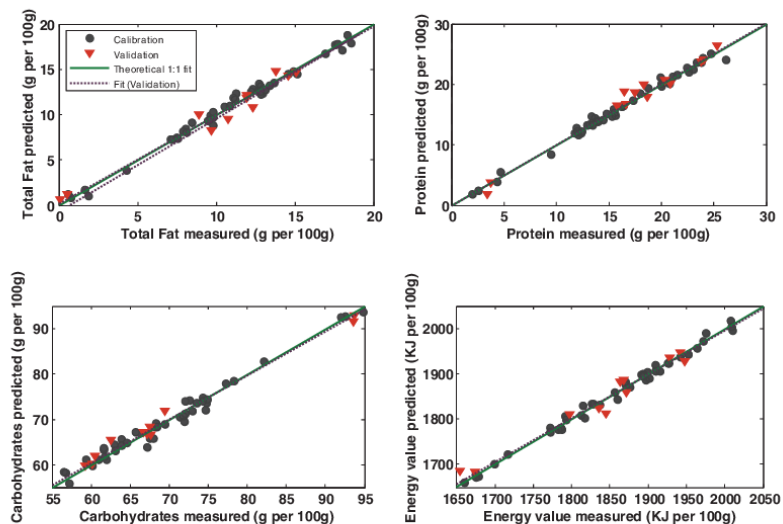 20
15
10
5
0
Total Fat predicted (g per 100g)
Calibration
Validation
Theoretical 1:1 fit
Fit (Validation)
0 5 10 15 20
Total Fat measured (g per 100g)
30
20
10
0
Protein predicted (g per 100g)
0 5 10 15 20 25 30
Protein measured (g per 100g)
90
80
70
60
Carbohydrates predicted (g per 100g)
55 60 65 70 75 80 85 90 95
Carbohydrates measured (g per 100g)
2000
1900
1800
1700
Energy value predicted (KJ per 100g)
1650 1700 1750 1800 1850 1900 1950 2000 2050
Energy value measured (KJ per 100g)